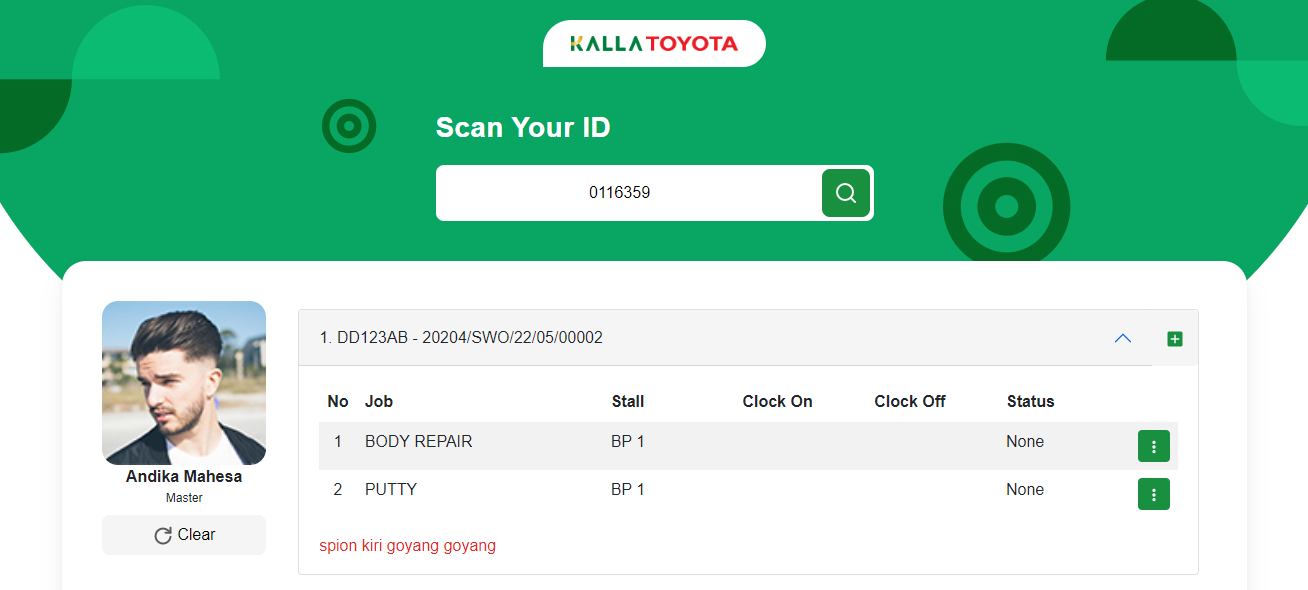 KALLA TOYOTA
Scan Your ID
0116359
1. DD123AB - 20204/SWO/22/05/00002
No Job Stall Clock On Clock Off Status
1 BODY REPAIR BP 1 None
2 PUTTY BP 1 None
spion kiri goyang goyang
Andika Mahesa
Master
Clear